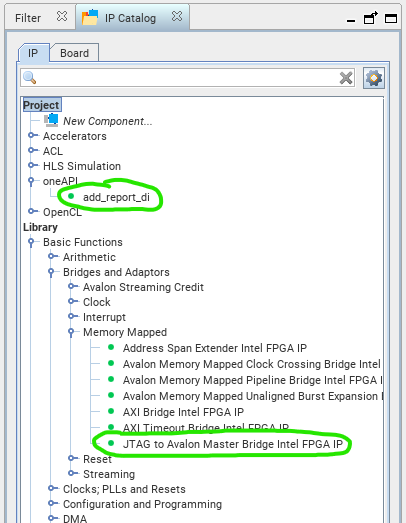 Filter IP Catalog
IP Board
Project
New Component...
Accelerators
ACL
HLS Simulation
oneAPI
add_report_di
OpenCL
Library
Basic Functions
Arithmetic
Bridges and Adaptors
Avalon Streaming Credit
Clock
Interrupt
Memory Mapped
Address Span Extender Intel FPGA IP
Avalon Memory Mapped Clock Crossing Bridge Intel
Avalon Memory Mapped Pipeline Bridge Intel FPGA I
Avalon Memory Mapped Unaligned Burst Expansion
AXI Bridge Intel FPGA IP
AXI Timeout Bridge Intel FPGA IP
JTAG to Avalon Master Bridge Intel FPGA IP
Reset
Streaming
Clocks; PLLs and Resets
Configuration and Programming
DMA